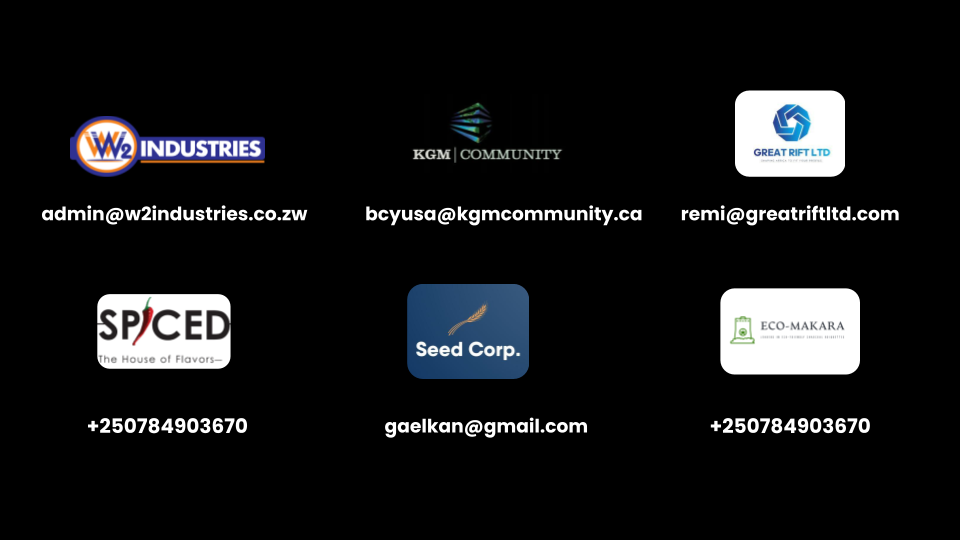 W2 INDUSTRIES
KGM | COMMUNITY
GREAT RIFT LTD
admin@w2industries.co.zw
bcyusa@kgmcommunity.ca
remi@greatriftltd.com
SPICED
The House of Flavors—
Seed Corp.
ECO-MAKARA
+250784903670
gaelkan@gmail.com
+250784903670